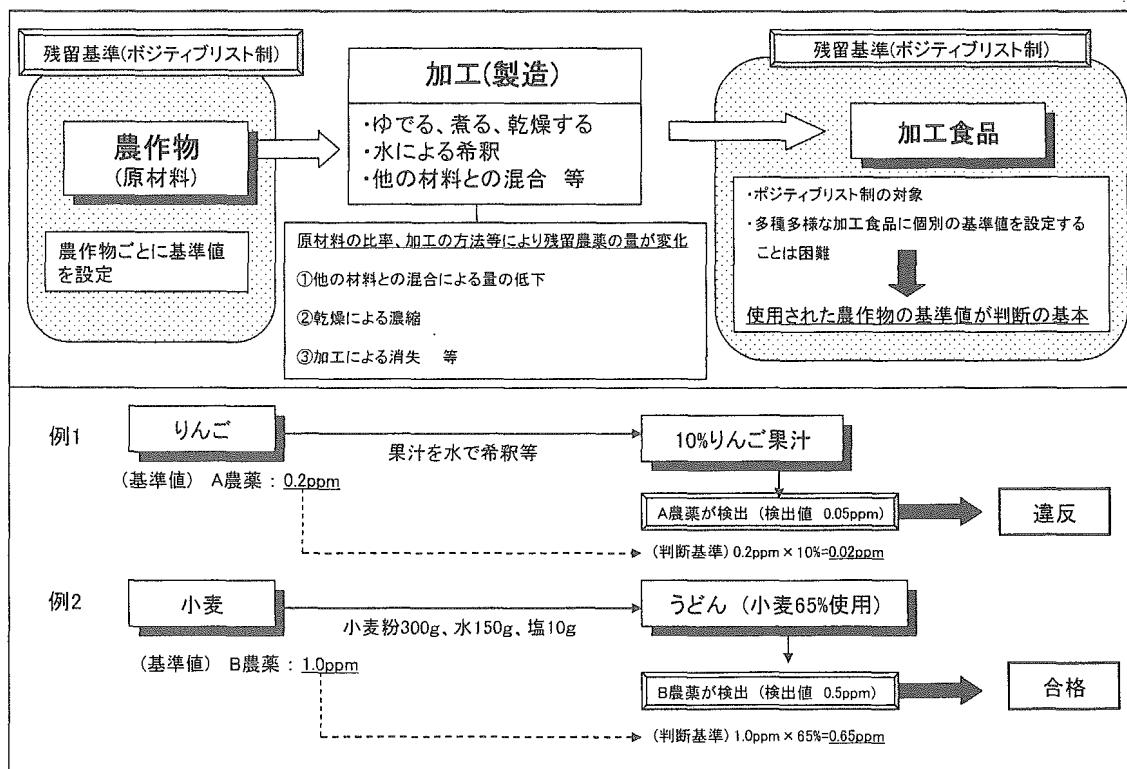 残留基準(ポジティブリスト制)
農作物
(原材料)
農作物ごとに基準値
を設定
加工(製造)
・ゆでる、煮る、乾燥する
・水による希釈
・他の材料との混合 等
原材料の比率、加工の方法等により残留農薬の量が変化
①他の材料との混合による量の低下
②乾燥による濃縮
③加工による消失 等
残留基準(ポジティブリスト制)
加工食品
・ポジティブリスト制の対象
・多種多様な加工食品に個別の基準値を設定する
ことは困難
使用された農作物の基準値が判断の基本
例1
りんご
果汁を水で希釈等
10%りんご果汁
(基準値) A農薬:0.2ppm
A農薬が検出 (検出値 0.05ppm)
違反
(判断基準) 0.2ppm×10%=0.02ppm
例2
小麦
小麦粉300g、水150g、塩10g
うどん (小麦65%使用)
(基準値) B農薬:1.0ppm
B農薬が検出 (検出値 0.5ppm)
合格
(判断基準) 1.0ppm×65%=0.65ppm